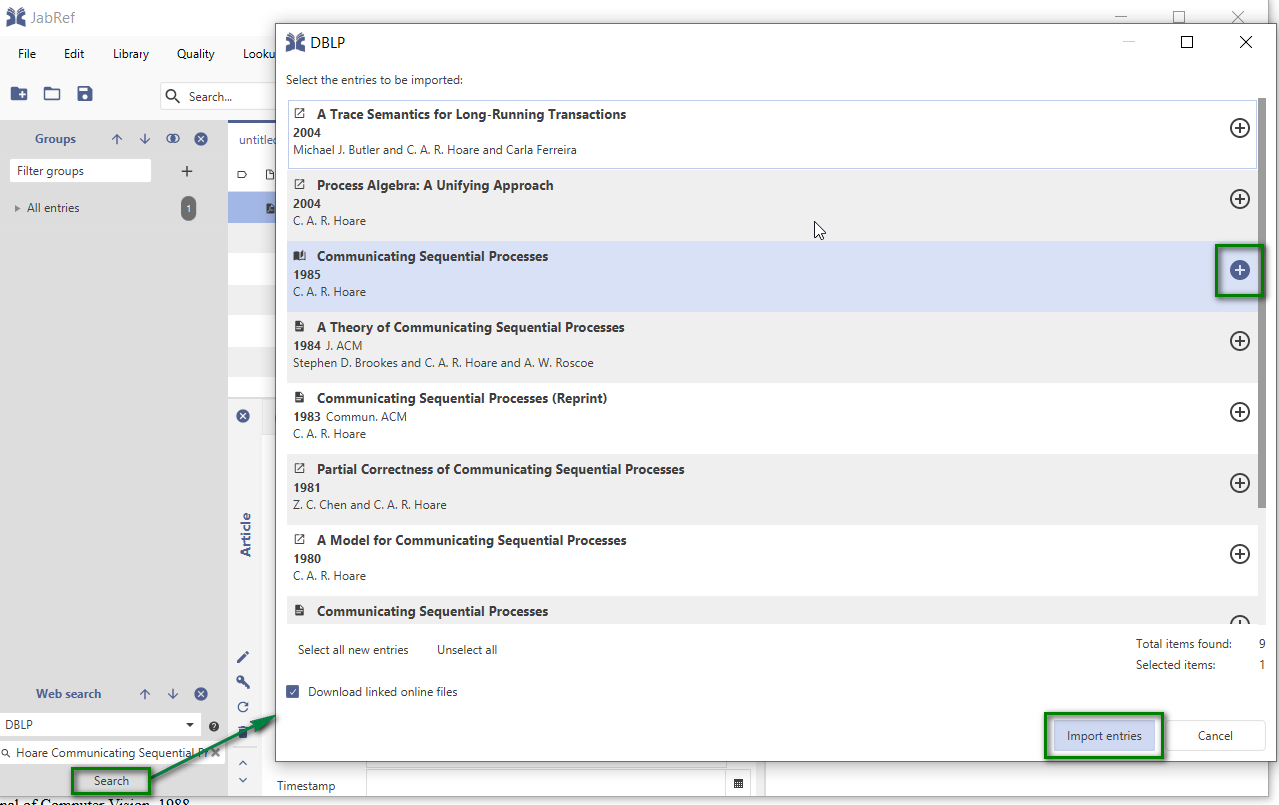 JabRef
File Edit Library Quality Looku
Search...
Groups
Filter groups
All entries 1
untitled
Article
Web search
DBLP
Hoare Communicating Sequential Pr
Search
Timestamp
DBLP
Select the entries to be imported:
A Trace Semantics for Long-Running Transactions
2004
Michael J. Butler and C. A. R. Hoare and Carla Ferreira
Process Algebra: A Unifying Approach
2004
C. A. R. Hoare
Communicating Sequential Processes
1985
C. A. R. Hoare
A Theory of Communicating Sequential Processes
1984 J. ACM
Stephen D. Brookes and C. A. R. Hoare and A. W. Roscoe
Communicating Sequential Processes (Reprint)
1983 Commun. ACM
C. A. R. Hoare
Partial Correctness of Communicating Sequential Processes
1981
Z. C. Chen and C. A. R. Hoare
A Model for Communicating Sequential Processes
1980
C. A. R. Hoare
Communicating Sequential Processes
Select all new entries Unselect all
Total items found: 9
Selected items: 1
Download linked online files
Import entries Cancel
nal of Computer Vision, 1988